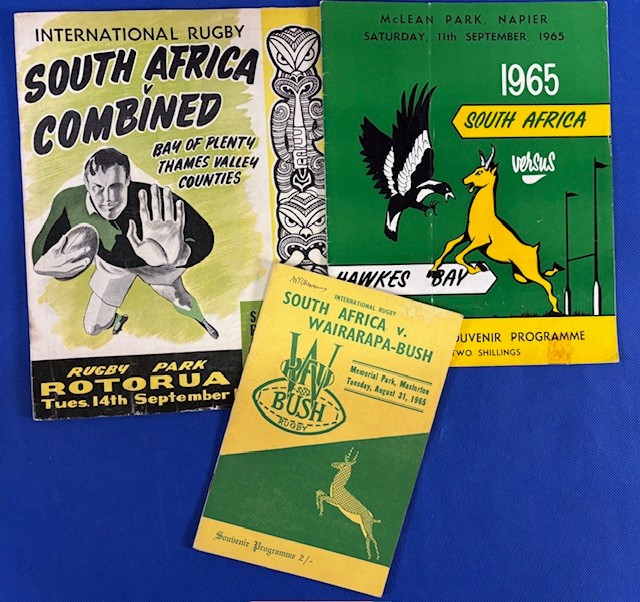 INTERNATIONAL RUGBY
SOUTH AFRICA
v
COMBINED
BAY OF PLENTY
THAMES VALLEY
COUNTIES
RUGBY PARK
ROTORUA
Tues. 14th September
McLEAN PARK, NAPIER
SATURDAY, 11th SEPTEMBER, 1965
1965
SOUTH AFRICA
versus
HAWKES BAY
SOUVENIR PROGRAMME
TWO SHILLINGS
INTERNATIONAL RUGBY
SOUTH AFRICA v.
WAIRARAPA-BUSH
Memorial Park, Masterton
Tuesday, August 31, 1965
W
BUSH
RUGBY
Souvenir Programme 2/-